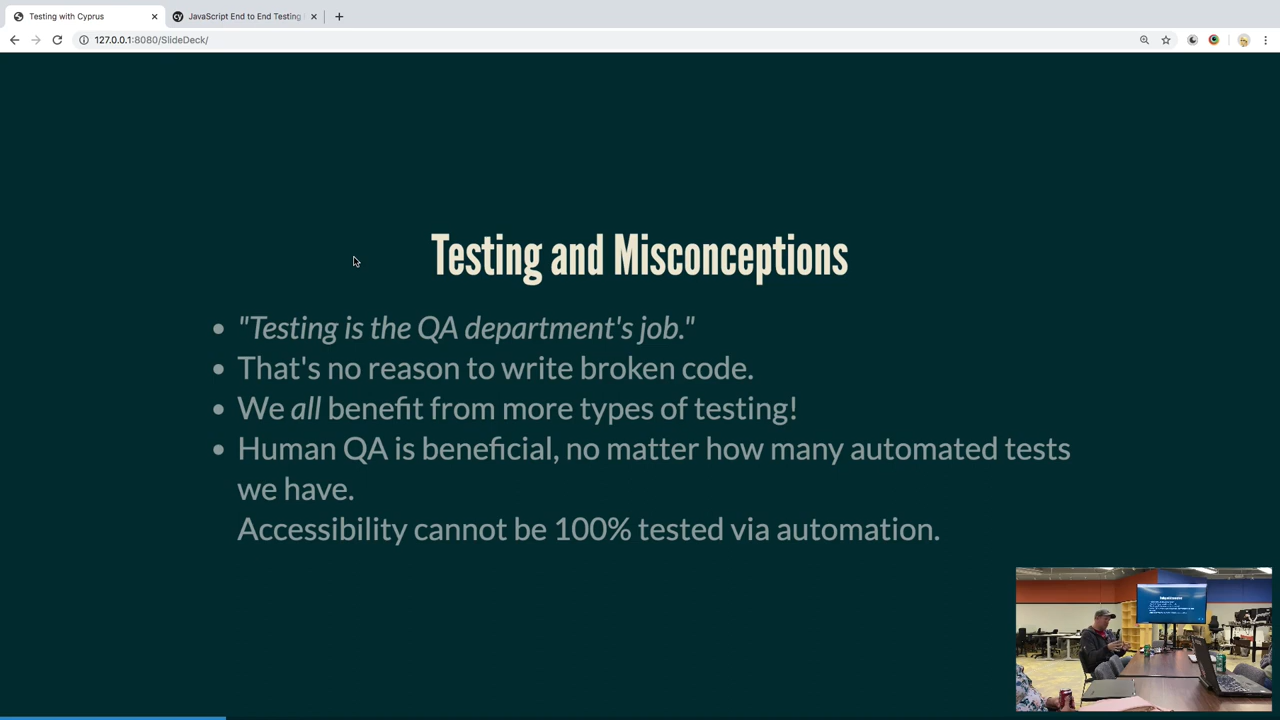 Testing with Cyprus
JavaScript End to End Testing
127.0.0.1:8080/SlideDeck/
Testing and Misconceptions
"Testing is the QA department's job."
That's no reason to write broken code.
We all benefit from more types of testing!
Human QA is beneficial, no matter how many automated tests
we have.
Accessibility cannot be 100% tested via automation.